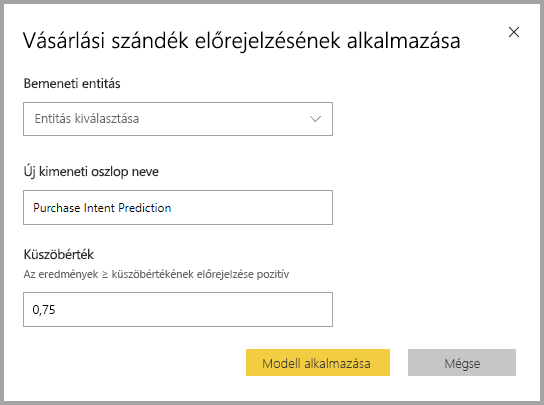 Vásárlási szándék előrejelzésének alkalmazása
Bemeneti entitás
Entitás kiválasztása
Új kimeneti oszlop neve
Purchase Intent Prediction
Küszöbérték
Az eredmények ≥ küszöbértékének előrejelzése pozitív
0,75
Modell alkalmazása
Mégse